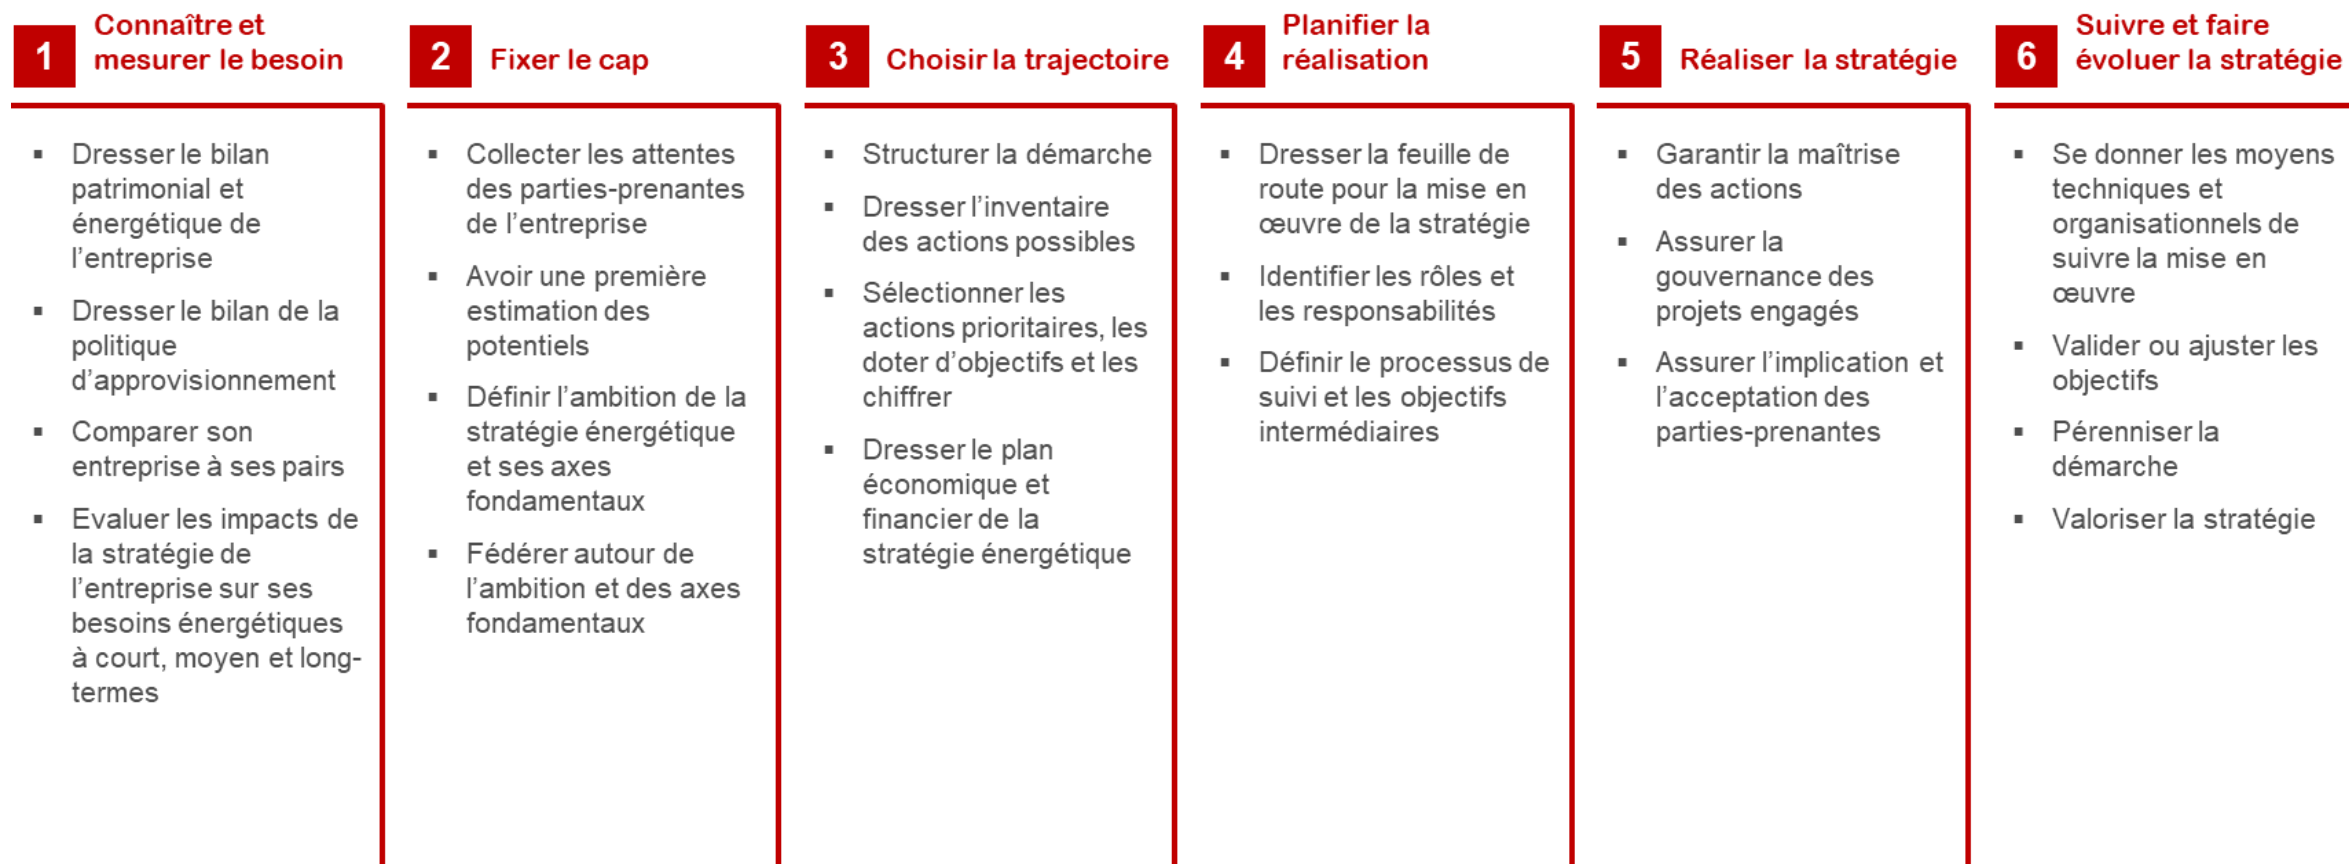 1
Connaître et
mesurer le besoin
▪ Dresser le bilan
patrimonial et
énergétique de
l’entreprise
▪ Dresser le bilan de la
politique
d’approvisionnement
▪ Comparer son
entreprise à ses pairs
▪ Evaluer les impacts de
la stratégie de
l’entreprise sur ses
besoins énergétiques
à court, moyen et long-
termes
2
Fixer le cap
▪ Collecter les attentes
des parties-prenantes
de l’entreprise
▪ Avoir une première
estimation des
potentiels
▪ Définir l’ambition de la
stratégie énergétique
et ses axes
fondamentaux
▪ Fédérer autour de
l’ambition et des axes
fondamentaux
3
Choisir la trajectoire
▪ Structurer la démarche
▪ Dresser l’inventaire
des actions possibles
▪ Sélectionner les
actions prioritaires, les
doter d’objectifs et les
chiffrer
▪ Dresser le plan
économique et
financier de la
stratégie énergétique
4
Planifier la
réalisation
▪ Dresser la feuille de
route pour la mise en
œuvre de la stratégie
▪ Identifier les rôles et
les responsabilités
▪ Définir le processus de
suivi et les objectifs
intermédiaires
5
Réaliser la stratégie
▪ Garantir la maîtrise
des actions
▪ Assurer la
gouvernance des
projets engagés
▪ Assurer l’implication et
l’acceptation des
parties-prenantes
6
Suivre et faire
évoluer la stratégie
▪ Se donner les moyens
techniques et
organisationnels de
suivre la mise en
œuvre
▪ Valider ou ajuster les
objectifs
▪ Pérenniser la
démarche
▪ Valoriser la stratégie